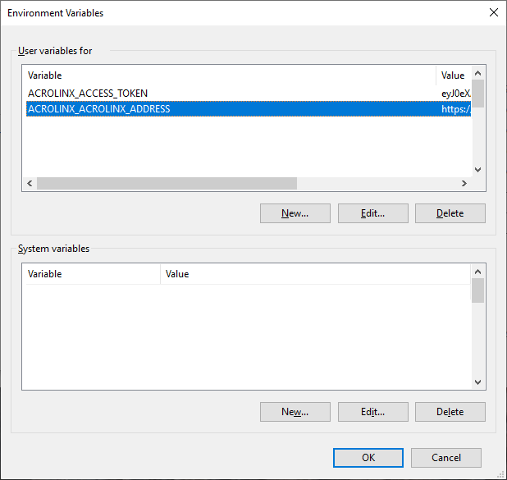 Environment Variables
User variables for
Variable Value
ACROLINX_ACCESS_TOKEN eyJ0eX
ACROLINX_ACROLINX_ADDRESS https:/
New... Edit... Delete
System variables
Variable Value
New... Edit... Delete
OK Cancel